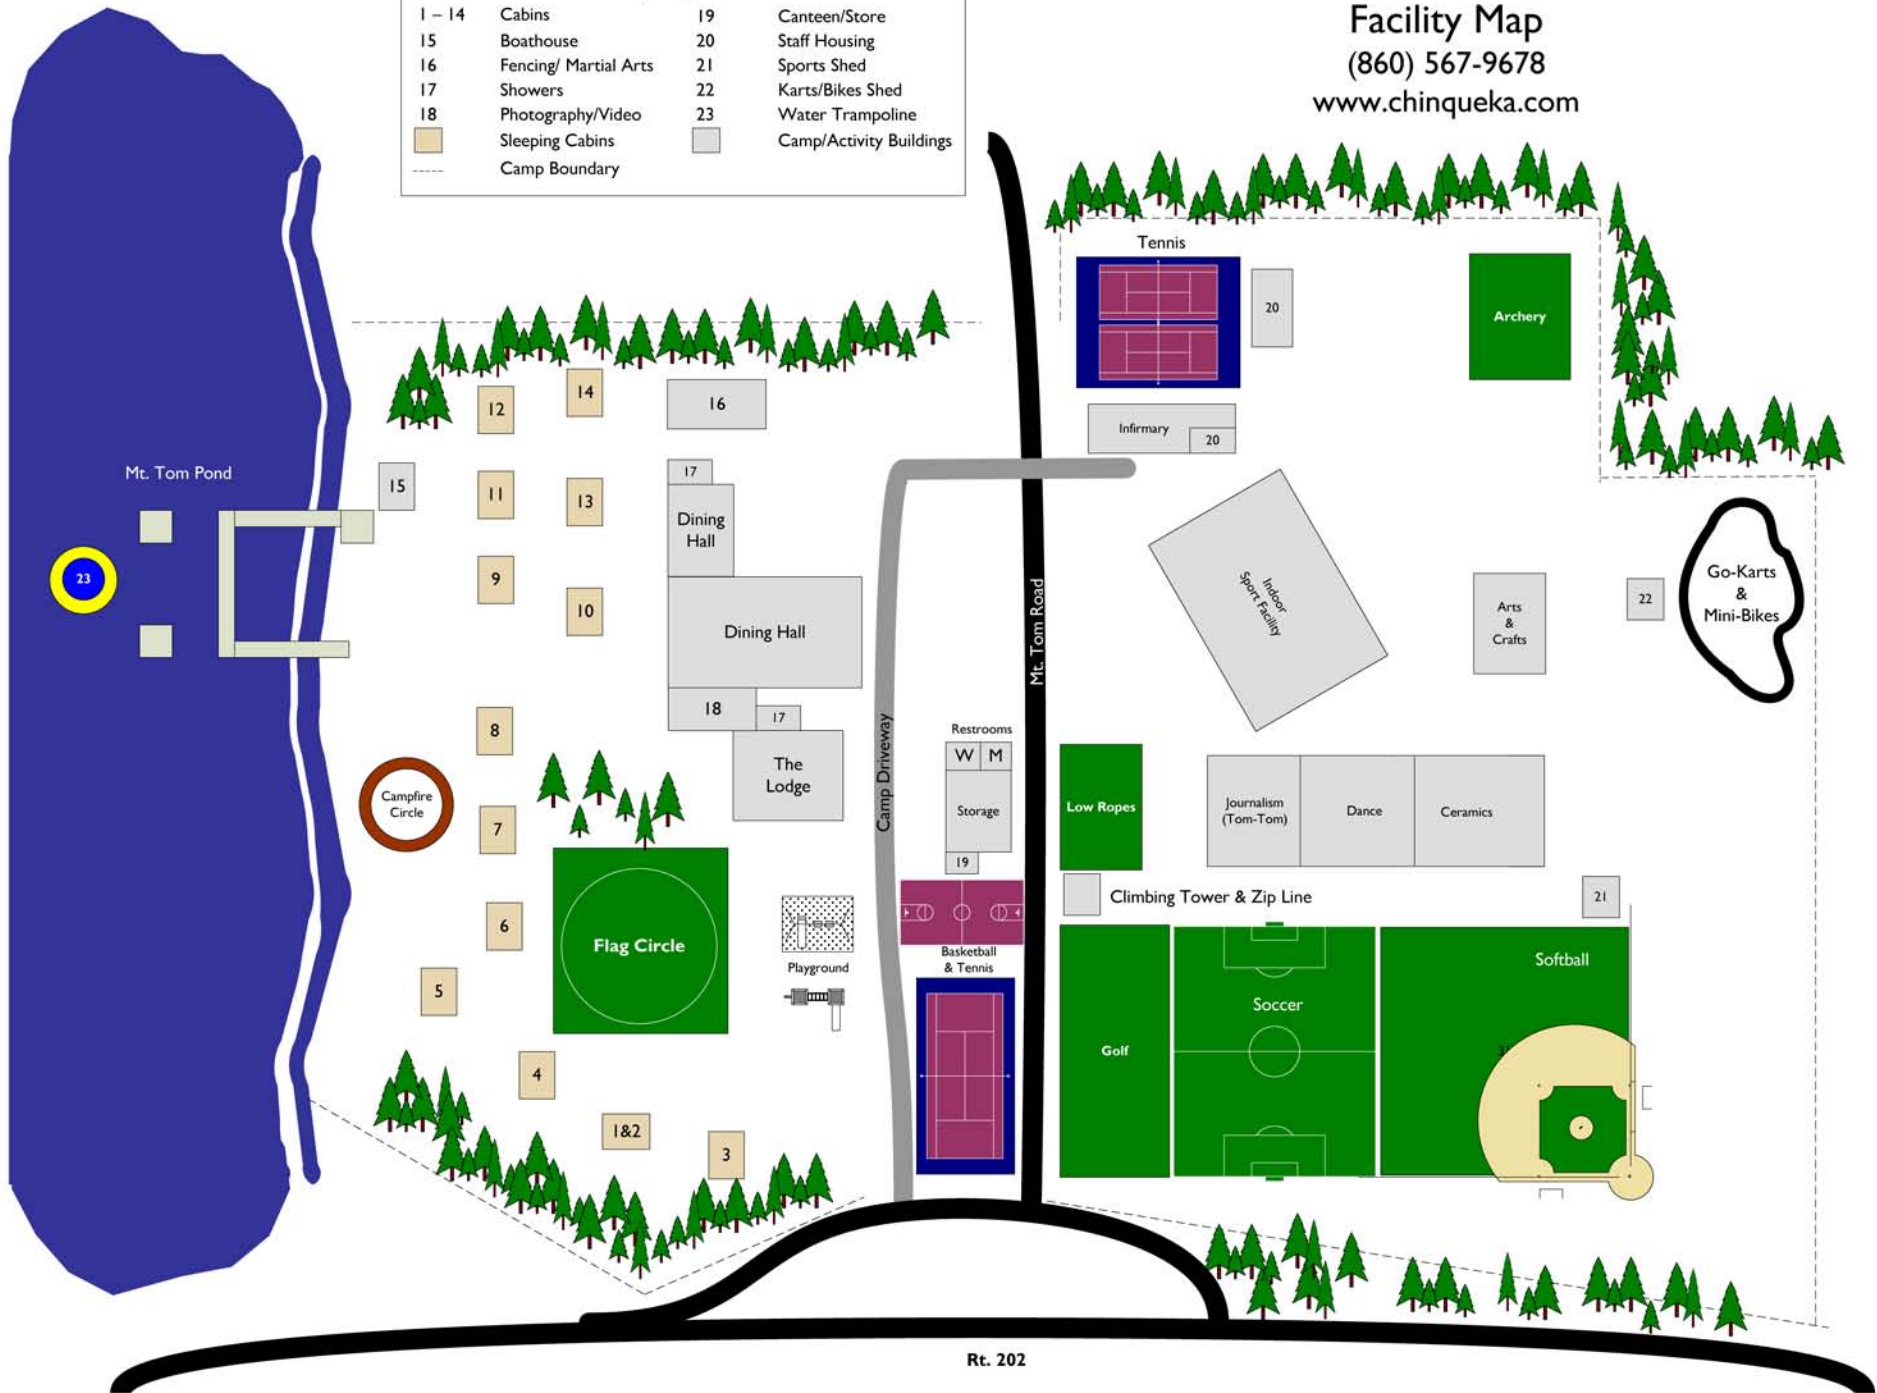 Facility Map
(860) 567-9678
www.chinqueka.com
1 – 14 Cabins 19 Canteen/Store
15 Boathouse 20 Staff Housing
16 Fencing/ Martial Arts 21 Sports Shed
17 Showers 22 Karts/Bikes Shed
18 Photography/Video 23 Water Trampoline
Sleeping Cabins Camp/Activity Buildings
Camp Boundary
Tennis
20
Archery
Infirmary
20
14
12
16
Mt. Tom Pond
15
17
11
13
Dining
Hall
23
9
10
Dining Hall
Mt. Tom Road
Indoor
Sport Facility
Arts
&
Crafts
22
Go-Karts
&
Mini-Bikes
8
18
17
The
Lodge
Camp Driveway
Restrooms
W M
Storage
19
Low Ropes
Journalism
(Tom-Tom)
Dance
Ceramics
Campfire
Circle
7
Climbing Tower & Zip Line
21
6
Flag Circle
Playground
Basketball
& Tennis
5
Softball
Soccer
Golf
4
1&2
3
Rt. 202